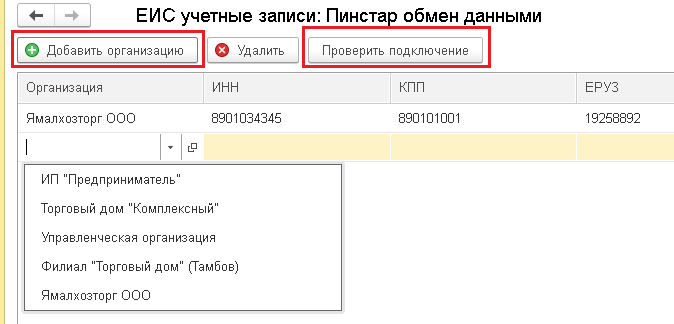 ЕИС учетные записи: Пинстар обмен данными
Добавить организацию Удалить Проверить подключение
Организация ИНН КПП ЕРУЗ
Ямалхозторг ООО 8901034345 890101001 19258892
ИП "Предприниматель"
Торговый дом "Комплексный"
Управленческая организация
Филиал "Торговый дом" (Тамбов)
Ямалхозторг ООО